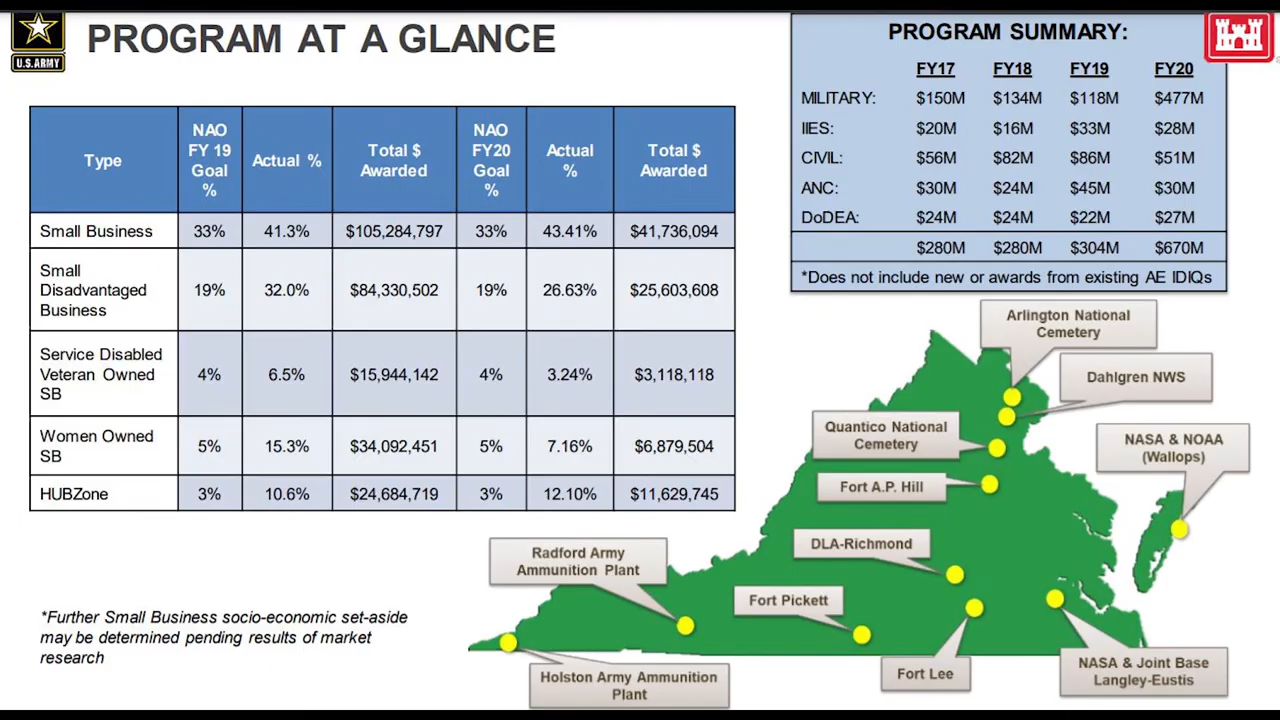 U.S.ARMY
PROGRAM AT A GLANCE
Type
NAO
FY 19
Goal
%
Actual %
Total $
Awarded
NAO
FY20
Goal
%
Actual
%
Total $
Awarded
Small Business 33% 41.3% $105,284,797 33% 43.41% $41,736,094
Small
Disadvantaged
Business
19% 32.0% $84,330,502 19% 26.63% $25,603,608
Service Disabled
Veteran Owned
SB
4% 6.5% $15,944,142 4% 3.24% $3,118,118
Women Owned
SB
5% 15.3% $34,092,451 5% 7.16% $6,879,504
HUBZone 3% 10.6% $24,684,719 3% 12.10% $11,629,745
*Further Small Business socio-economic set-aside
may be determined pending results of market
research
PROGRAM SUMMARY:
FY17 FY18 FY19 FY20
MILITARY: $150M $134M $118M $477M
IIES: $20M $16M $33M $28M
CIVIL: $56M $82M $86M $51M
ANC: $30M $24M $45M $30M
DoDEA: $24M $24M $22M $27M
$280M $280M $304M $670M
*Does not include new or awards from existing AE IDIQs
Arlington National
Cemetery
Dahlgren NWS
Quantico National
Cemetery
NASA & NOAA
(Wallops)
Fort A.P. Hill
DLA-Richmond
Radford Army
Ammunition Plant
Fort Pickett
Holston Army Ammunition
Plant
Fort Lee
NASA & Joint Base
Langley-Eustis